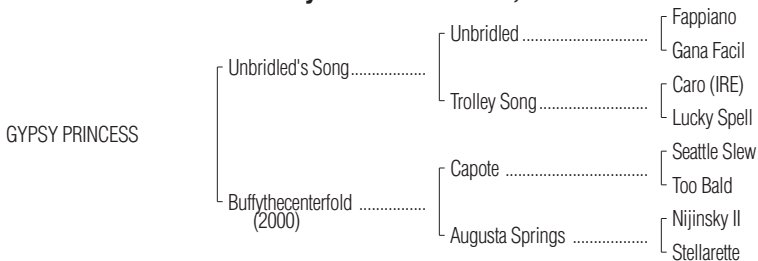 Fappiano
Unbridled
Gana Facil
Unbridled's Song
Caro (IRE)
Trolley Song
Lucky Spell
GYPSY PRINCESS
Seattle Slew
Capote
Too Bald
Buffythecenterfold
(2000)
Nijinsky II
Augusta Springs
Stellarette